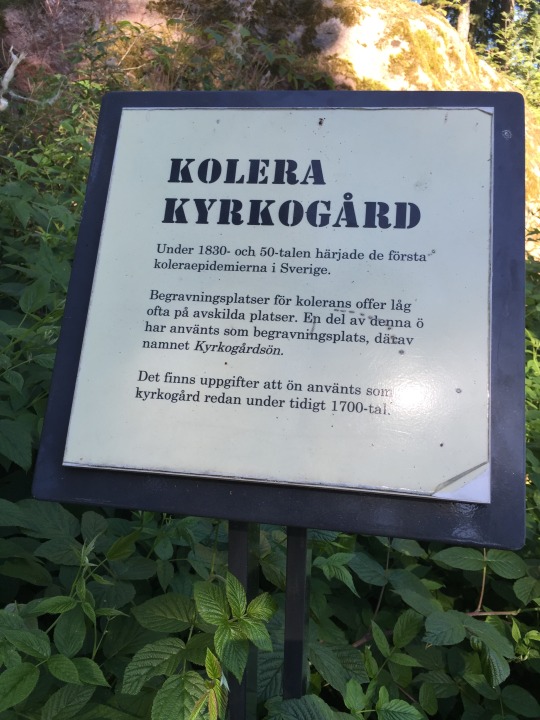 KOLERA
KYRKOGÅRD
Under 1830- och 50-talen härjade de första
koleraepidemierna i Sverige.
Begravningsplatser för kolerans offer låg
ofta på avskilda platser. En del av denna ö
har använts som begravningsplats, därav
namnet Kyrkogårdsön.
Det finns uppgifter att ön använts som
kyrkogård redan under tidigt 1700-tal.